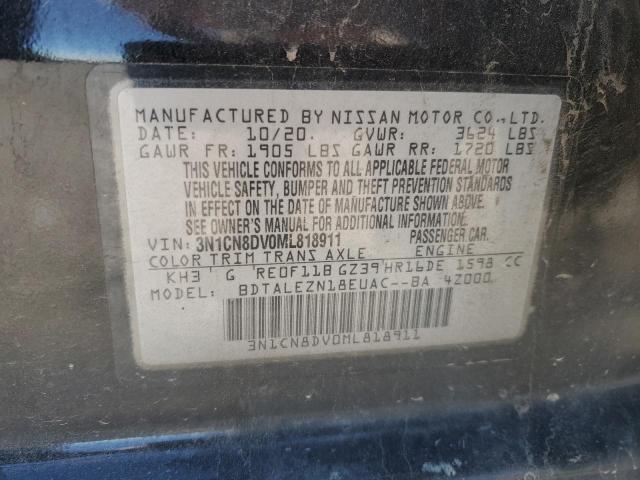 MANUFACTURED BY NISSAN MOTOR CO., LTD.
DATE: 10/20. GVWR: 3624 LBS
GAWR FR: 1905 LBS GAWR RR: 1720 LBS
THIS VEHICLE CONFORMS TO ALL APPLICABLE FEDERAL MOTOR
VEHICLE SAFETY, BUMPER AND THEFT PREVENTION STANDARDS
IN EFFECT ON THE DATE OF MANUFACTURE SHOWN ABOVE.
SEE OWNER'S MANUAL FOR ADDITIONAL INFORMATION.
VIN: 3N1CN8DV0ML818911 PASSENGER CAR.
COLOR TRIM TRANS AXLE ENGINE
KH3 G RE0F11B GZ39 HR16DE 1598 CC
MODEL: BDTALEZN18EUAC--BA 4Z000
3N1CN8DV0ML818911